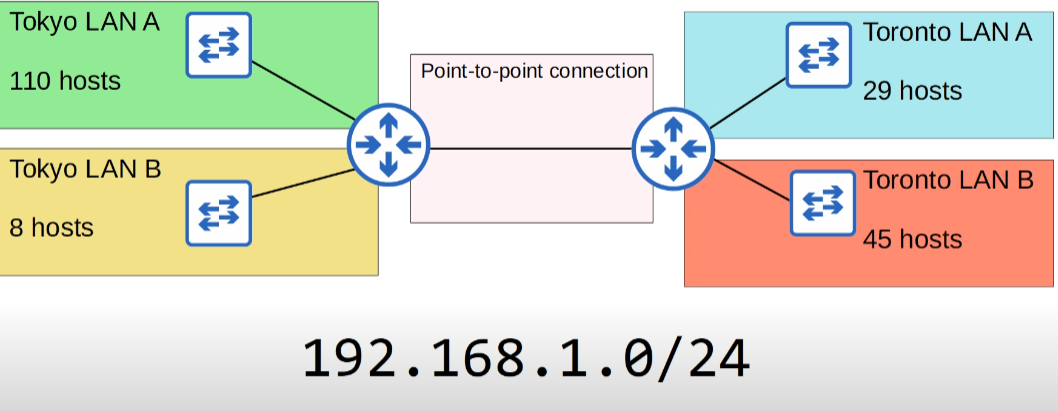 Tokyo LAN A
110 hosts
Point-to-point connection
Toronto LAN A
29 hosts
Tokyo LAN B
8 hosts
Toronto LAN B
45 hosts
192.168.1.0/24